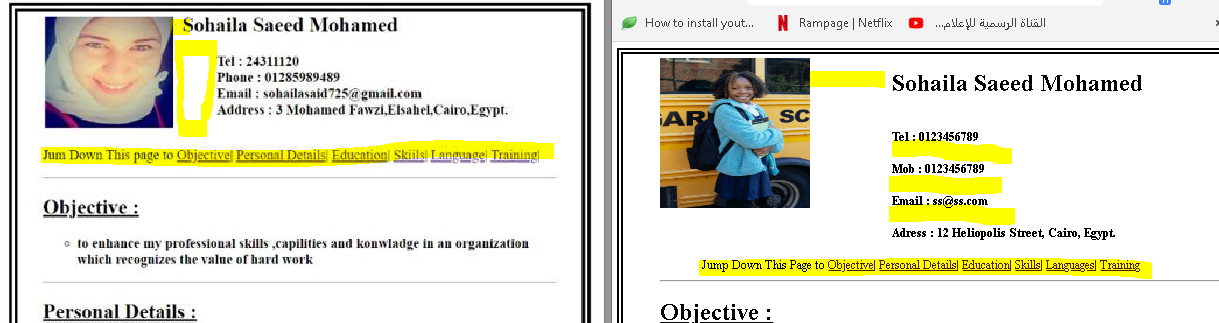 Sohaila Saeed Mohamed
Tel : 24311120
Phone : 01285989489
Email : sohailasaid725@gmail.com
Address : 3 Mohamed Fawzi,Elsahel,Cairo,Egypt.
Jum Down This page to Objective| Personal Details| Education| Skiils| Language| Training|
Objective :
to enhance my professional skills ,capilities and konwladge in an organization
which recognizes the value of hard work
Personal Details :
How to install yout...
N Rampage | Netflix
القناة الرسمية للإعلام...
GAR
SC
Sohaila Saeed Mohamed
Tel : 0123456789
Mob : 0123456789
Email : ss@ss.com
Adress : 12 Heliopolis Street, Cairo, Egypt.
Jump Down This Page to Objective| Personal Details| Education| Skills| Languages| Training
Objective :